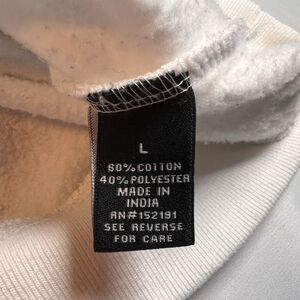 L
60% COTTON
40% POLYESTER
MADE IN
INDIA
RN#152191
SEE REVERSE
FOR CARE